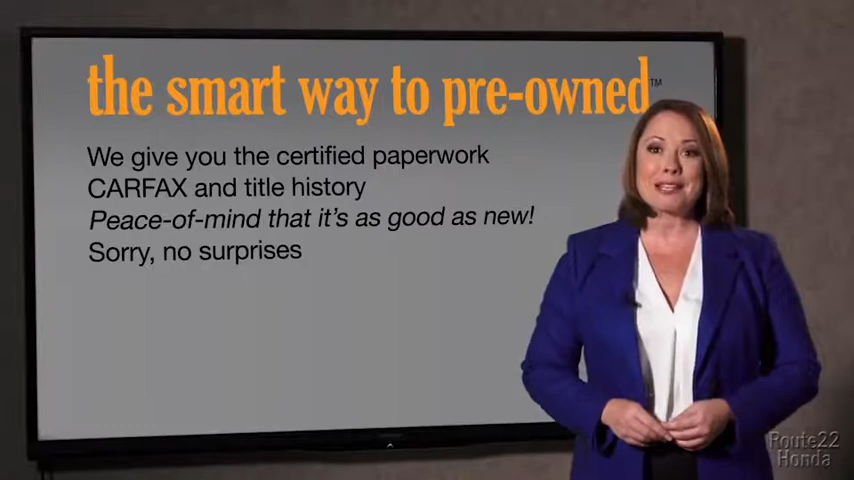 the smart way to pre-owned™
We give you the certified paperwork
CARFAX and title history
Peace-of-mind that it's as good as new!
Sorry, no surprises
Route22
Honda